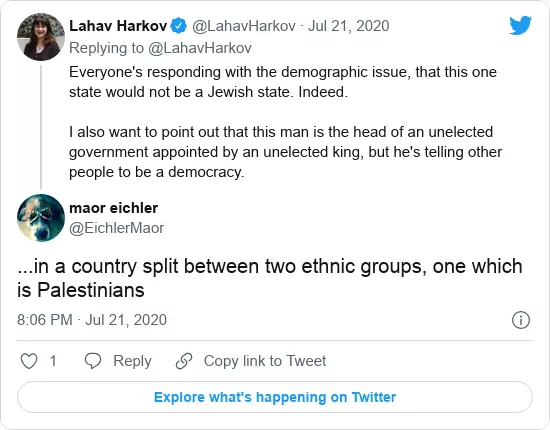 Lahav Harkov @LahavHarkov · Jul 21, 2020
Replying to @LahavHarkov
Everyone's responding with the demographic issue, that this one
state would not be a Jewish state. Indeed.
I also want to point out that this man is the head of an unelected
government appointed by an unelected king, but he's telling other
people to be a democracy.
maor eichler
@EichlerMaor
...in a country split between two ethnic groups, one which
is Palestinians
8:06 PM · Jul 21, 2020
1 Reply Copy link to Tweet
Explore what's happening on Twitter